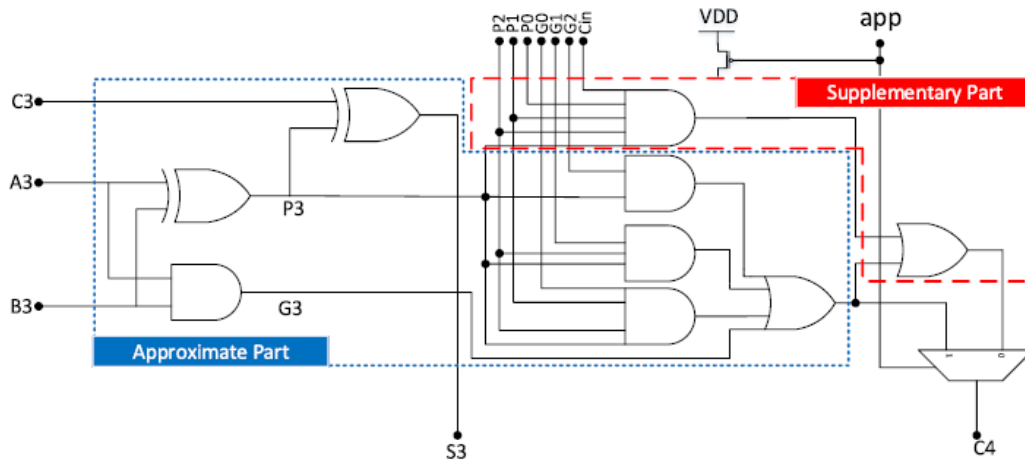 P2 P1 P0 G0 G1 G2 Cin
VDD
app
C3
Supplementary Part
A3
P3
B3
G3
Approximate Part
1 0
S3
C4